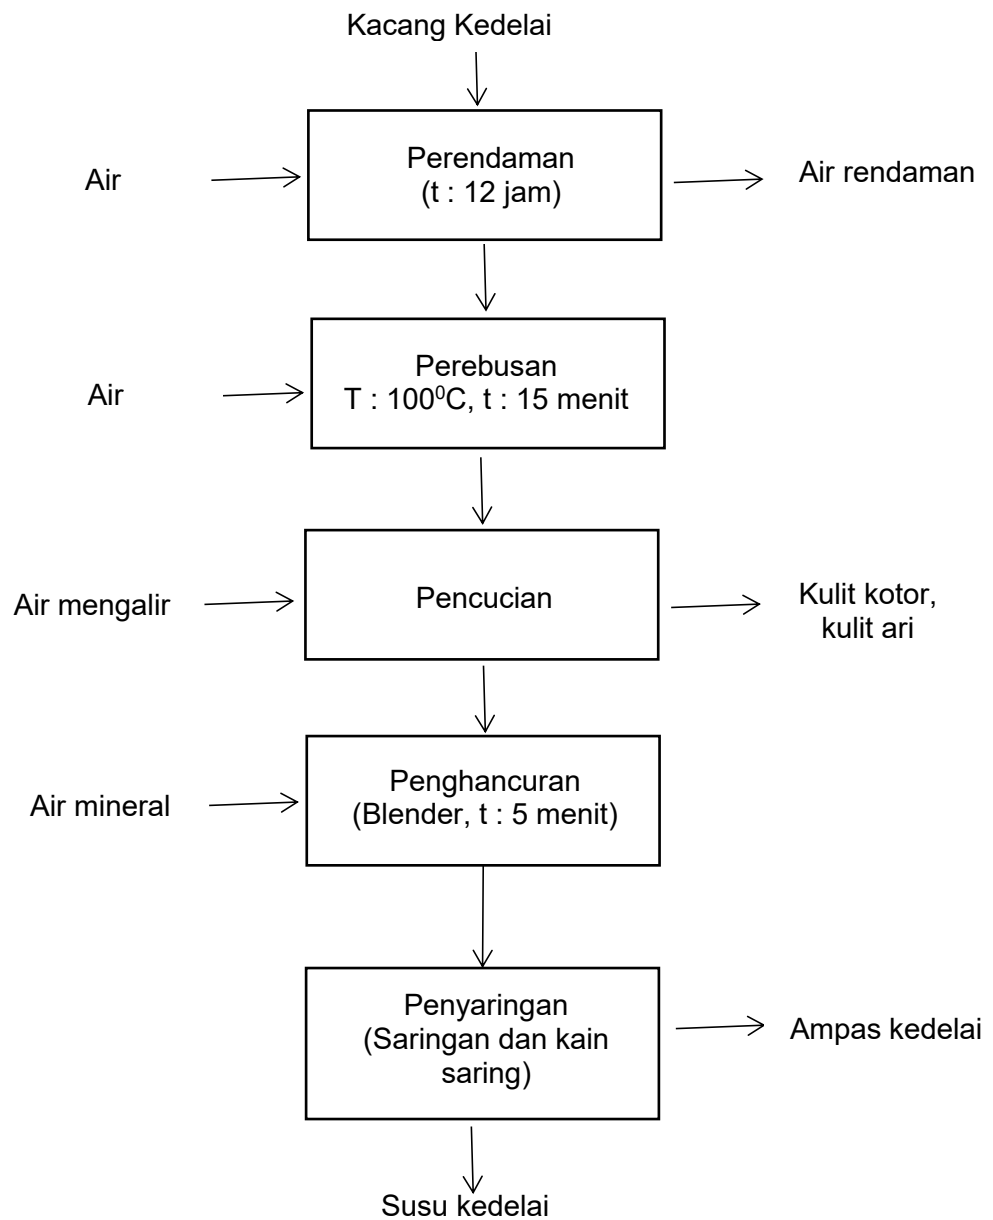 Kacang Kedelai
Perendaman
(t : 12 jam)
Air
Air rendaman
Perebusan
T : 100⁰C, t : 15 menit
Air
Pencucian
Air mengalir
Kulit kotor,
kulit ari
Penghancuran
(Blender, t : 5 menit)
Air mineral
Penyaringan
(Saringan dan kain
saring)
Ampas kedelai
Susu kedelai